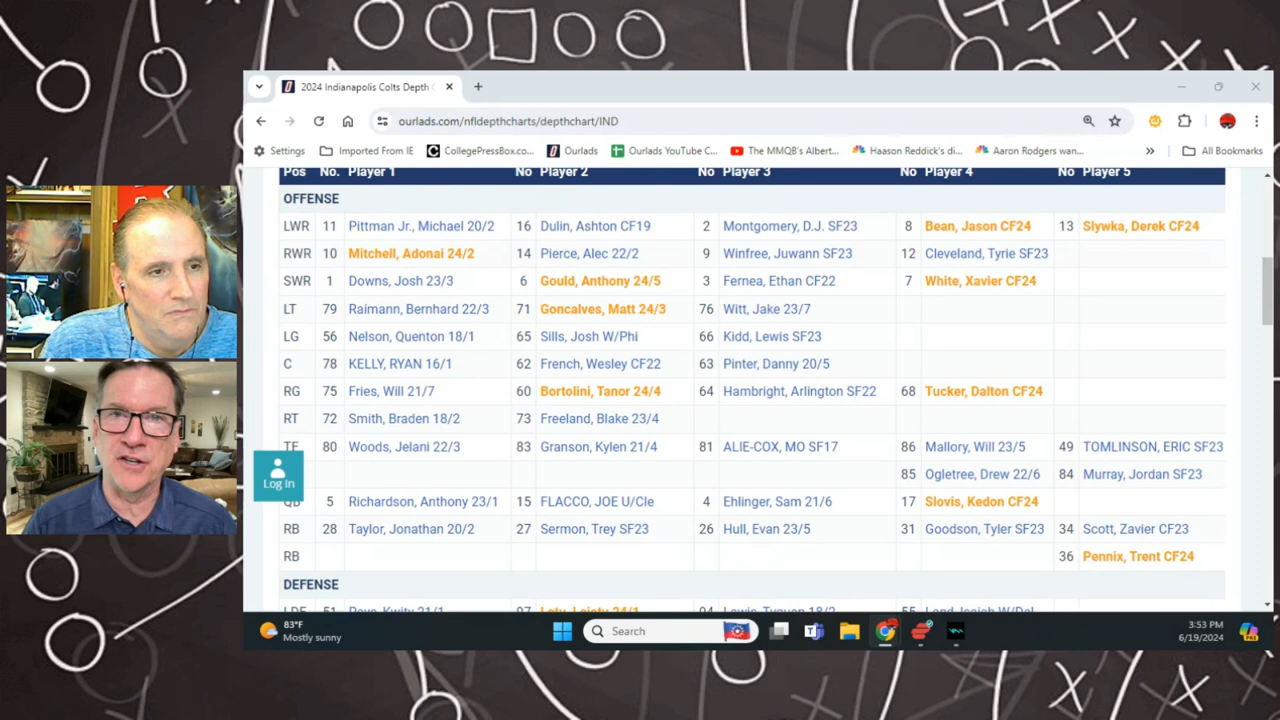 2024 Indianapolis Colts Depth C
ourlads.com/nfldepthcharts/depthchart/IND
Settings Imported From IE CollegePressBox.co... Ourlads Ourlads YouTube C... The MMQB's Albert... Haason Reddick's di... Aaron Rodgers wan... » All Bookmarks
Pos No. Player 1 No Player 2 No Player 3 No Player 4 No Player 5
OFFENSE
LWR 11 Pittman Jr., Michael 20/2 16 Dulin, Ashton CF19 2 Montgomery, D.J. SF23 8 Bean, Jason CF24 13 Slywka, Derek CF24
RWR 10 Mitchell, Adonai 24/2 14 Pierce, Alec 22/2 9 Winfree, Juwann SF23 12 Cleveland, Tyrie SF23
SWR 1 Downs, Josh 23/3 6 Gould, Anthony 24/5 3 Fernea, Ethan CF22 7 White, Xavier CF24
LT 79 Raimann, Bernhard 22/3 71 Goncalves, Matt 24/3 76 Witt, Jake 23/7
LG 56 Nelson, Quenton 18/1 65 Sills, Josh W/Phi 66 Kidd, Lewis SF23
C 78 KELLY, RYAN 16/1 62 French, Wesley CF22 63 Pinter, Danny 20/5
RG 75 Fries, Will 21/7 60 Bortolini, Tanor 24/4 64 Hambright, Arlington SF22 68 Tucker, Dalton CF24
RT 72 Smith, Braden 18/2 73 Freeland, Blake 23/4
TE 80 Woods, Jelani 22/3 83 Granson, Kylen 21/4 81 ALIE-COX, MO SF17 86 Mallory, Will 23/5 49 TOMLINSON, ERIC SF23
85 Ogletree, Drew 22/6 84 Murray, Jordan SF23
Log In
QB 5 Richardson, Anthony 23/1 15 FLACCO, JOE U/Cle 4 Ehlinger, Sam 21/6 17 Slovis, Kedon CF24
RB 28 Taylor, Jonathan 20/2 27 Sermon, Trey SF23 26 Hull, Evan 23/5 31 Goodson, Tyler SF23 34 Scott, Zavier CF23
RB 36 Pennix, Trent CF24
DEFENSE
83°F
Mostly sunny
Search
3:53 PM
6/19/2024